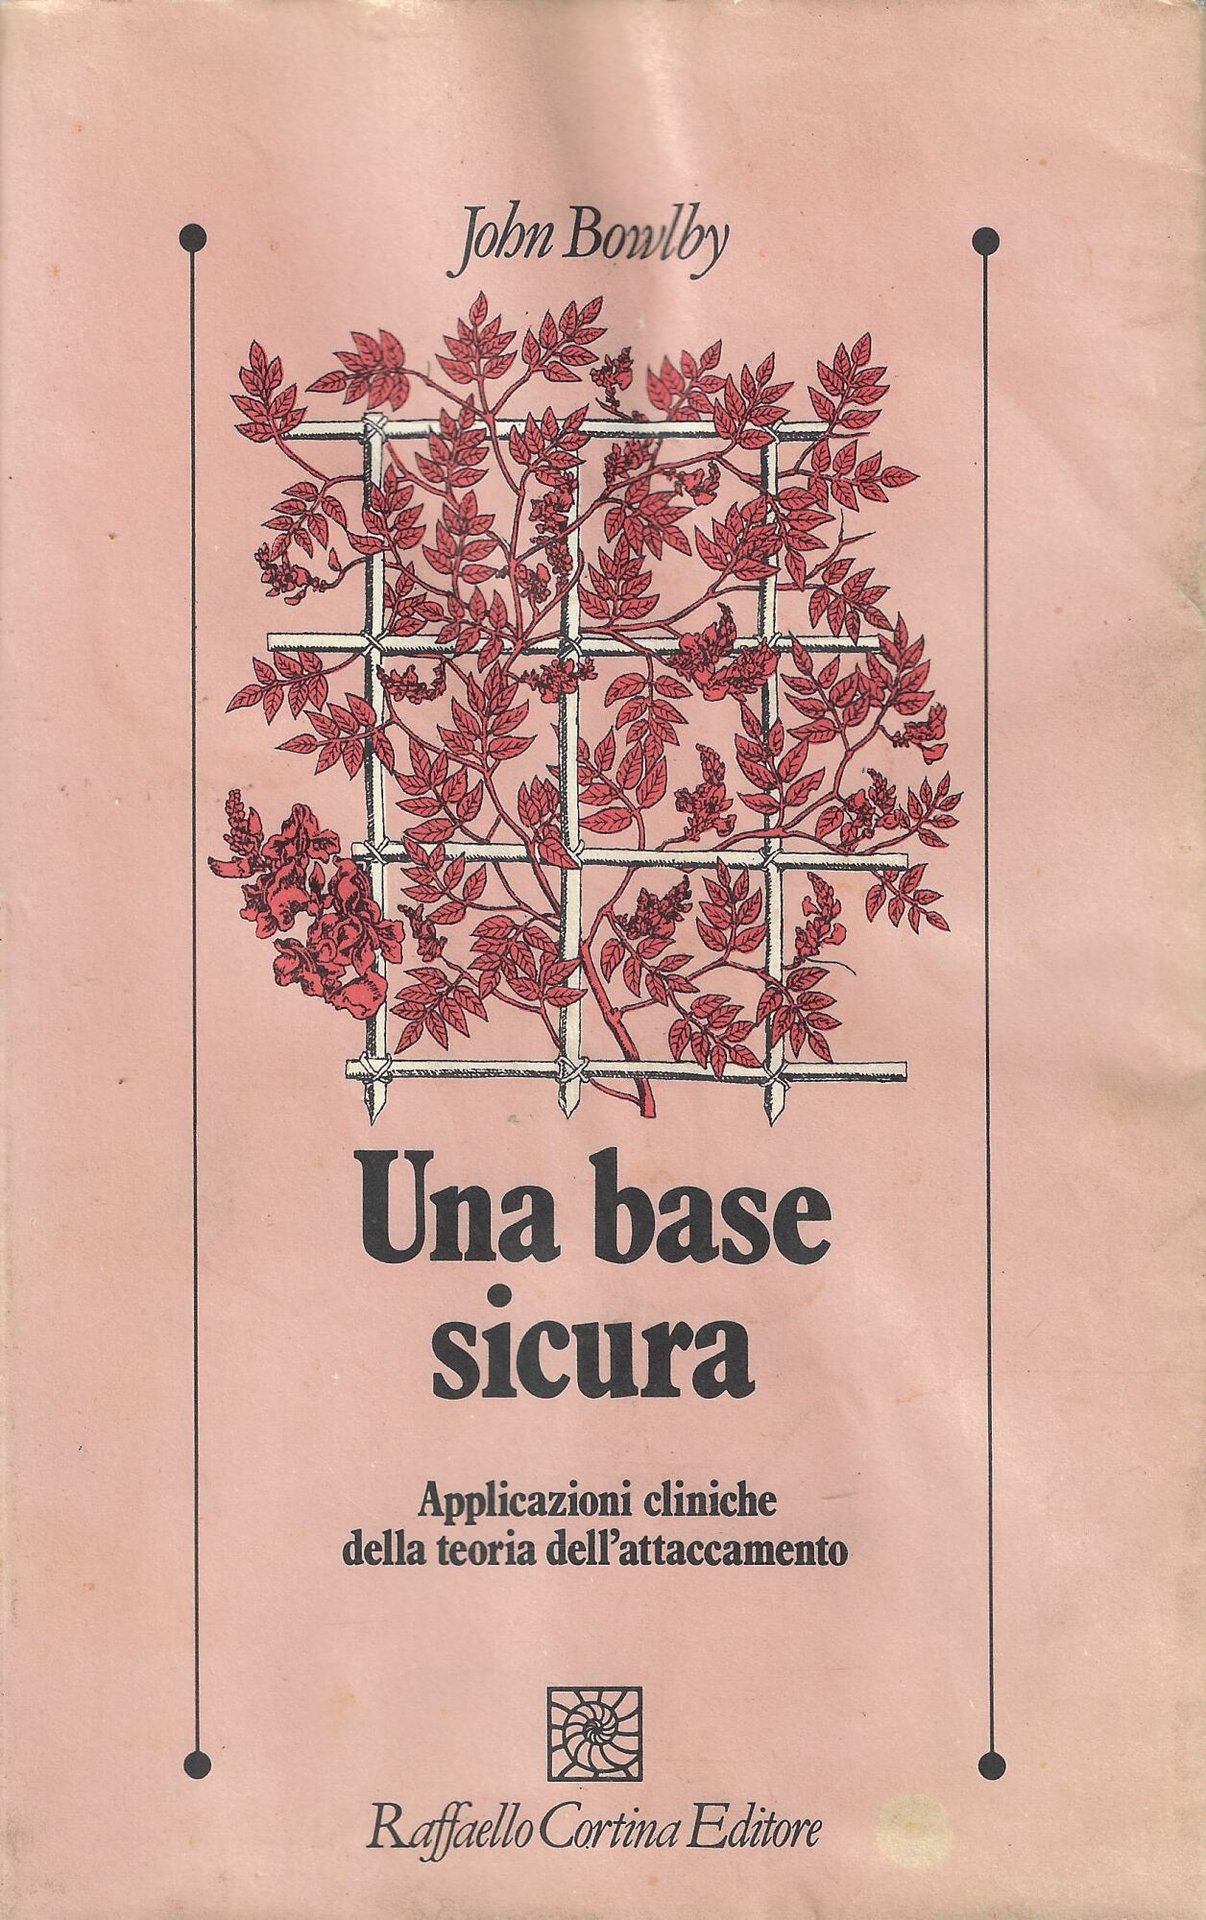 John Bowlby
Una base
sicura
Applicazioni cliniche
della teoria dell'attaccamento
Raffaello Cortina Editore